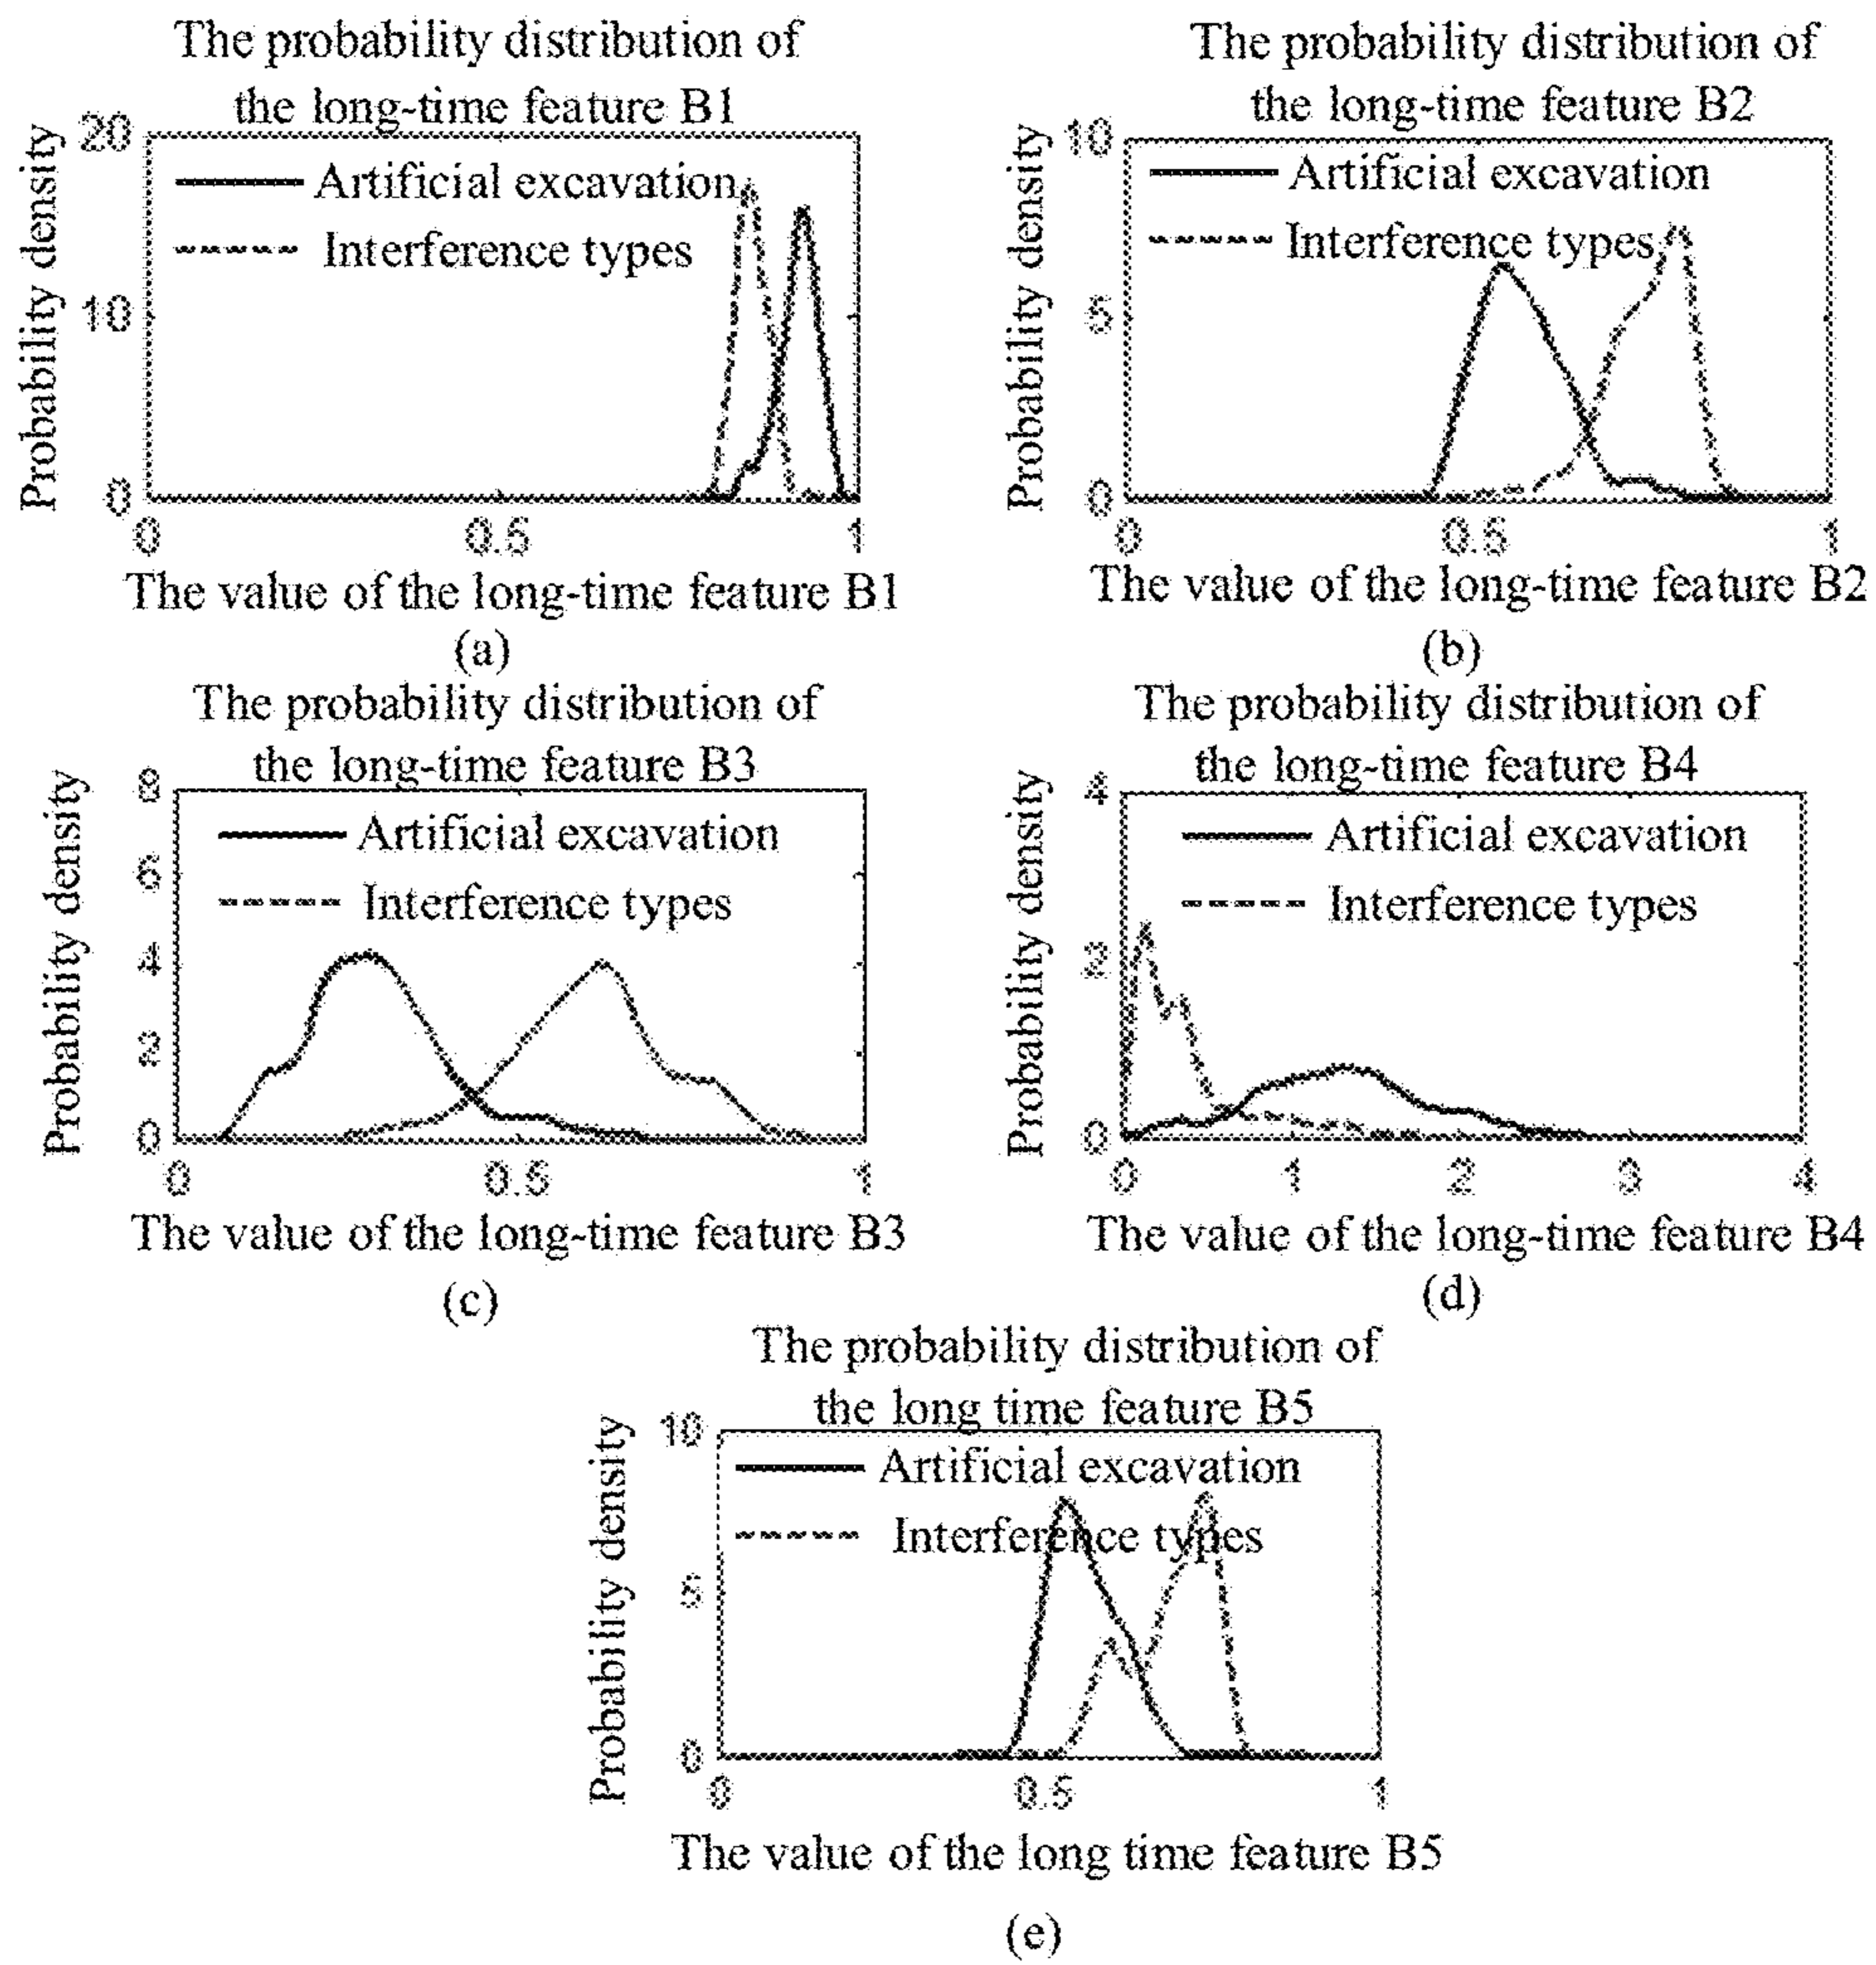 The probability distribution of
the long-time feature B1
Probability density
20
10
0
Artificial excavation
Interference types
0 0.5 1
The value of the long-time feature B1
(a)
The probability distribution of
the long-time feature B2
Probability density
10
5
0
Artificial excavation
Interference types
0 0.5 1
The value of the long-time feature B2
(b)
The probability distribution of
the long-time feature B3
Probability density
8
6
4
2
0
Artificial excavation
Interference types
0 0.5 1
The value of the long-time feature B3
(c)
The probability distribution of
the long-time feature B4
Probability density
4
2
0
Artificial excavation
Interference types
0 1 2 3 4
The value of the long-time feature B4
(d)
The probability distribution of
the long time feature B5
Probability density
10
5
0
Artificial excavation
Interference types
0 0.5 1
The value of the long time feature B5
(e)